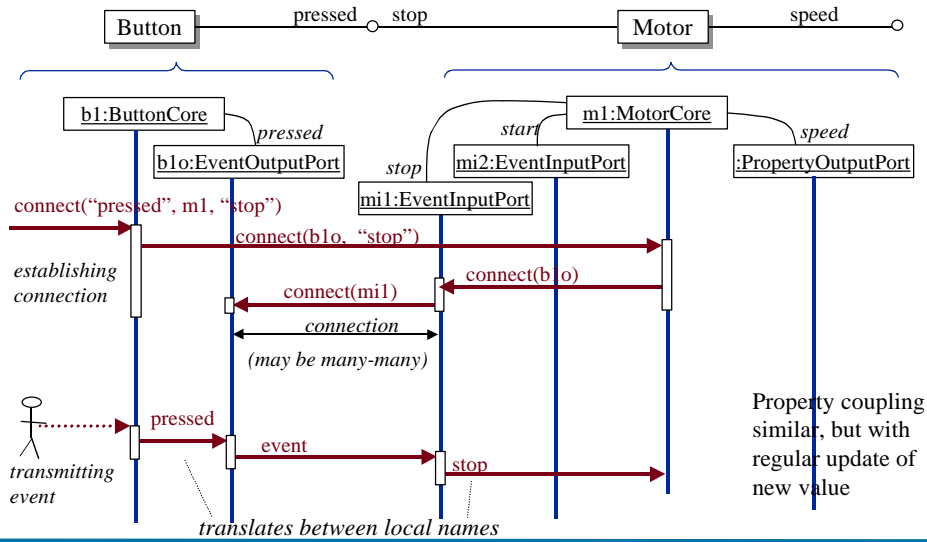 Button
pressed
stop
Motor
speed
b1:ButtonCore
m1:MotorCore
pressed
start
speed
b1o:EventOutputPort
stop
mi2:EventInputPort
:PropertyOutputPort
mi1:EventInputPort
connect(“pressed”, m1, “stop”)
connect(b1o, “stop”)
establishing
connection
connect(b1o)
connect(mi1)
connection
(may be many-many)
pressed
event
stop
transmitting
event
Property coupling
similar, but with
regular update of
new value
translates between local names